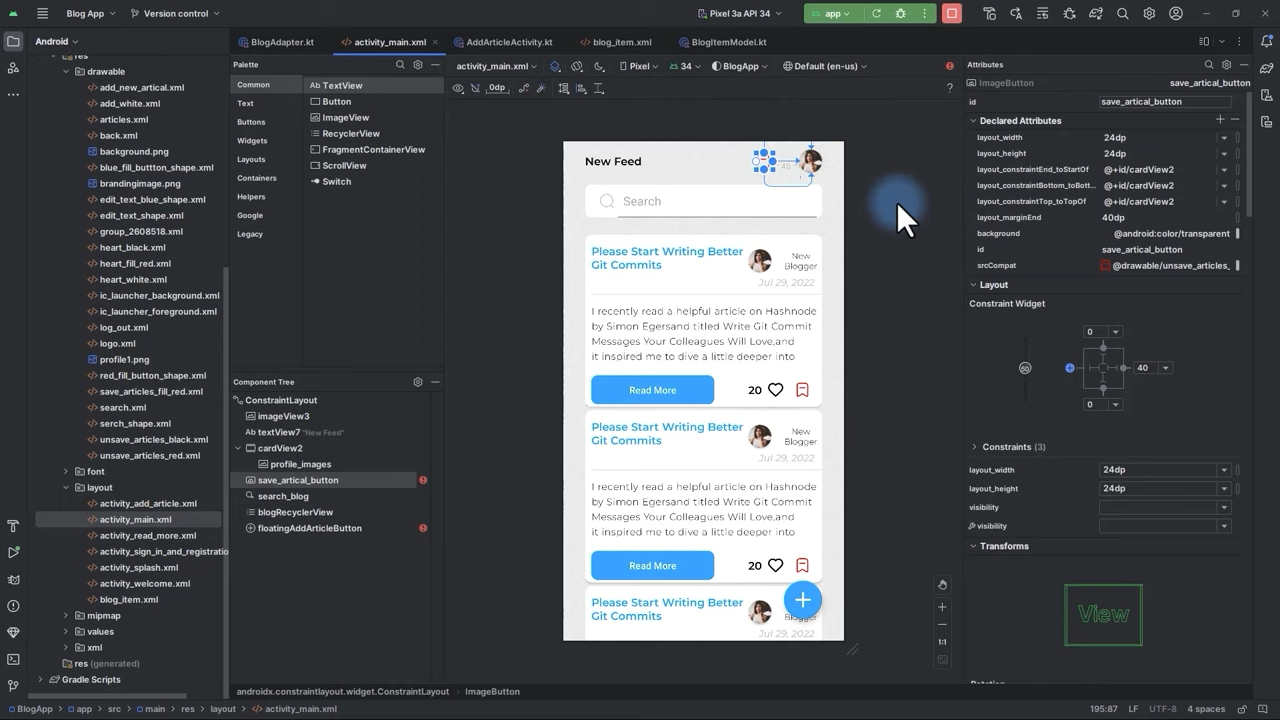 Blog App
Version control
Pixel 3a API 34
app
Android
BlogAdapter.kt
activity_main.xml
AddArticleActivity.kt
blog_item.xml
BlogItemModel.kt
res
drawable
add_new_artical.xml
add_white.xml
articles.xml
back.xml
background.png
blue_fill_buttton_shape.xml
brandingimage.png
edit_text_blue_shape.xml
edit_text_shape.xml
group_2608518.xml
heart_black.xml
heart_fill_red.xml
heart_white.xml
ic_launcher_background.xml
ic_launcher_foreground.xml
log_out.xml
logo.xml
profile1.png
red_fill_button_shape.xml
save_articles_fill_red.xml
search.xml
serch_shape.xml
unsave_articles_black.xml
unsave_articles_red.xml
font
layout
activity_add_article.xml
activity_main.xml
activity_read_more.xml
activity_sign_in_and_registratio
activity_splash.xml
activity_welcome.xml
blog_item.xml
mipmap
values
xml
res (generated)
Gradle Scripts
Palette
Common
Text
Buttons
Widgets
Layouts
Containers
Helpers
Google
Legacy
Ab TextView
Button
ImageView
RecyclerView
FragmentContainerView
ScrollView
Switch
Component Tree
ConstraintLayout
imageView3
Ab textView7 "New Feed"
cardView2
profile_images
save_artical_button
search_blog
blogRecyclerView
floatingAddArticleButton
activity_main.xml
Pixel
34
BlogApp
Default (en-us)
0dp
New Feed
Search
Please Start Writing Better
Git Commits
New
Blogger
Jul 29, 2022
I recently read a helpful article on Hashnode
by Simon Egersand titled Write Git Commit
Messages Your Colleagues Will Love,and
it inspired me to dive a little deeper into
Read More
20
Please Start Writing Better
Git Commits
New
Blogger
Jul 29, 2022
I recently read a helpful article on Hashnode
by Simon Egersand titled Write Git Commit
Messages Your Colleagues Will Love,and
it inspired me to dive a little deeper into
Read More
20
Please Start Writing Better
Git Commits
Blogger
Jul 29, 2022
1:1
Attributes
ImageButton
save_artical_button
id
save_artical_button
Declared Attributes
layout_width
24dp
layout_height
24dp
layout_constraintEnd_toStartOf
@+id/cardView2
layout_constraintBottom_toBott...
@+id/cardView2
layout_constraintTop_toTopOf
@+id/cardView2
layout_marginEnd
40dp
background
@android:color/transparent
id
save_artical_button
srcCompat
@drawable/unsave_articles_
Layout
Constraint Widget
0
50
40
0
Constraints (3)
layout_width
24dp
layout_height
24dp
visibility
visibility
Transforms
View
androidx.constraintlayout.widget.ConstraintLayout
ImageButton
BlogApp
app
src
main
res
layout
activity_main.xml
195:87
LF
UTF-8
4 spaces